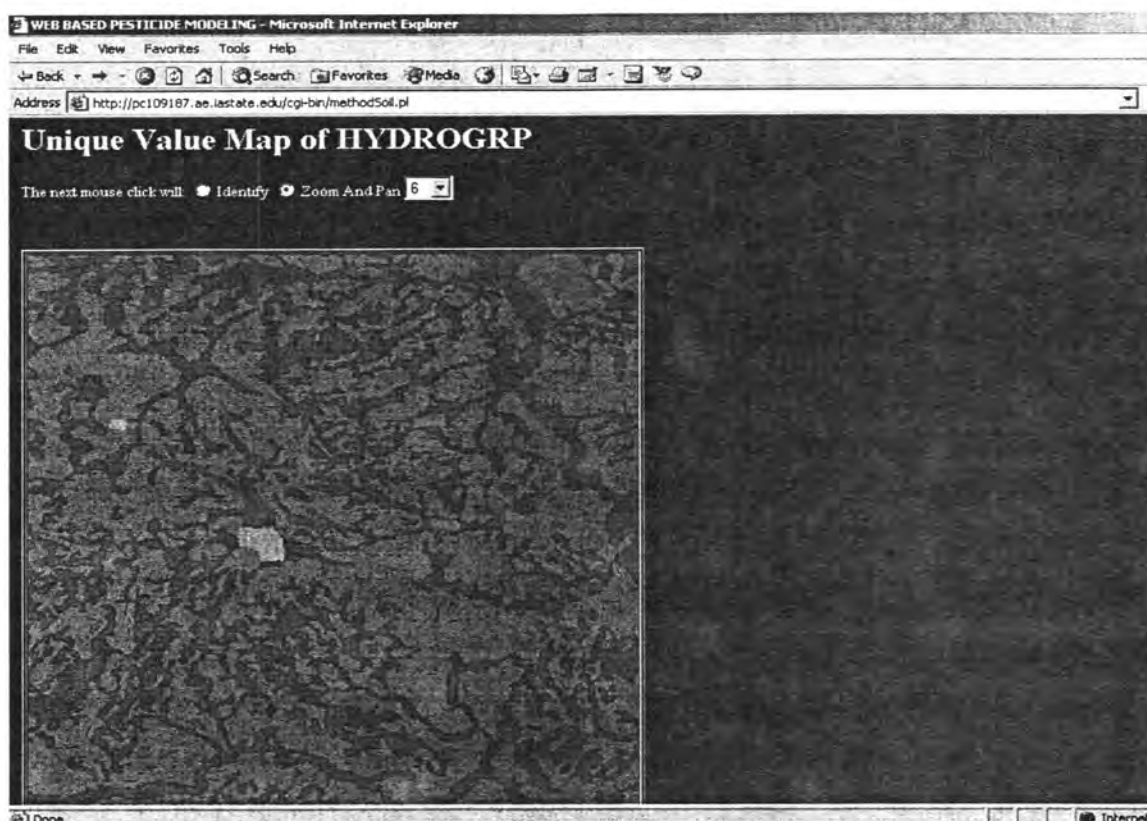 WEB BASED PESTICIDE MODELING - Microsoft Internet Explorer
File Edit View Favorites Tools Help
Back Search Favorites Media
Address http://pc109187.ae.iastate.edu/cgi-bin/methodSoil.pl
Unique Value Map of HYDROGRP
The next mouse click will: Identify Zoom And Pan 6
Done Interne